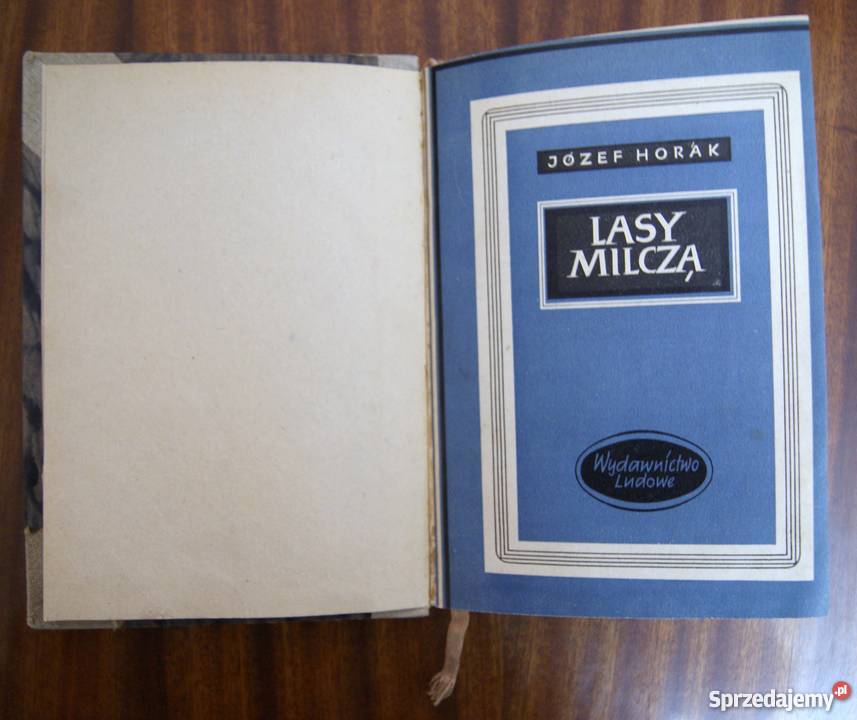 JÓZEF HORÁK
LASY
MILCZĄ
Wydawnictwo
Ludowe
Sprzedajemy.pl